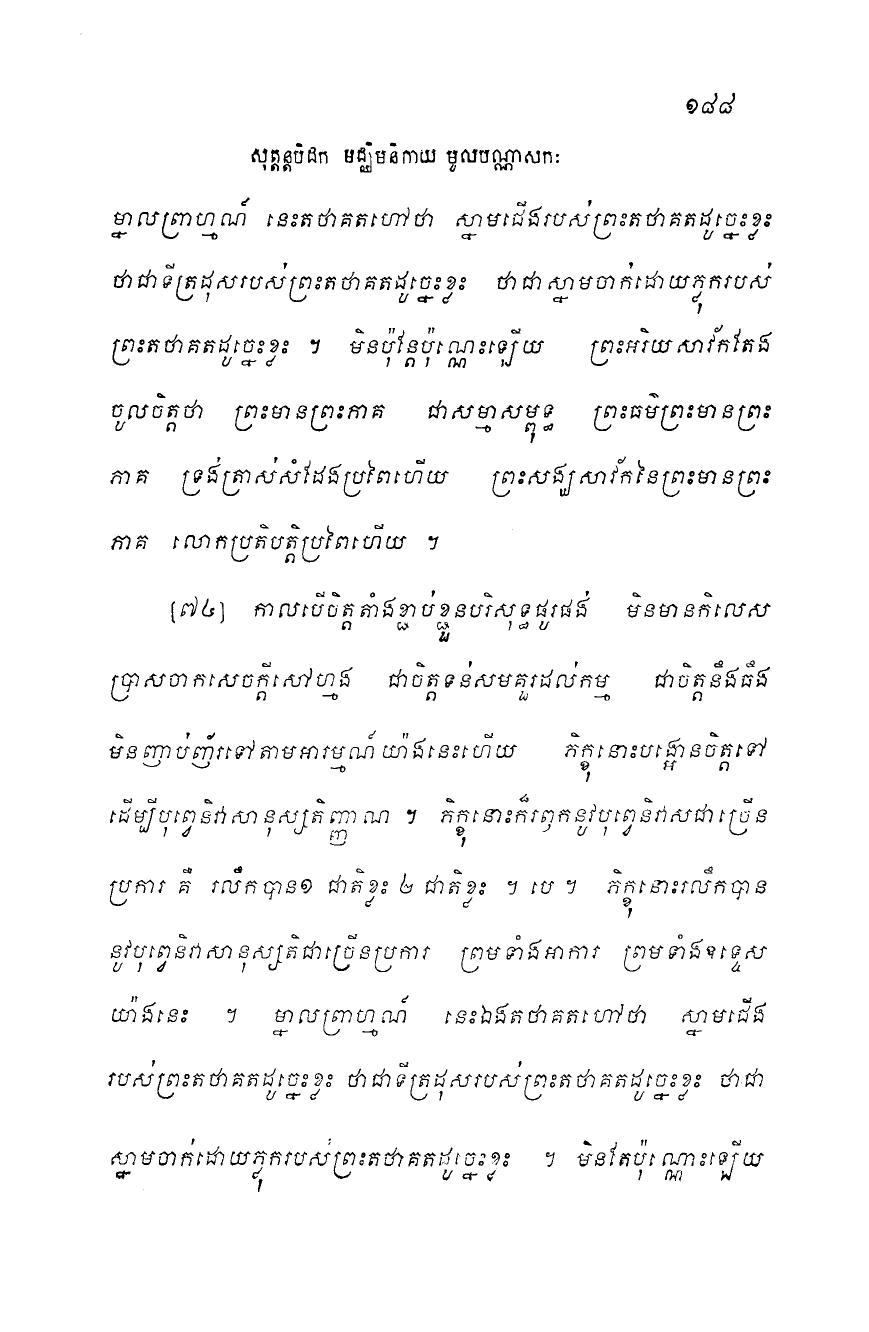 ១៨៨
សុត្តន្តបិដក មជ្ឈិមនិកាយ មូលបណ្ណាសកៈ
ម្នាលព្រាហ្មណ៍ នេះតថាគតហៅថា ស្នាមជើងរបស់ព្រះតថាគតដូច្នេះខ្លះ
ថាជាទីត្រដុសរបស់ព្រះតថាគតដូច្នេះខ្លះ ថាជាស្នាមចាក់ដោយភ្លុករបស់
ព្រះតថាគតដូច្នេះខ្លះ ។ មិនប៉ុន្តែប៉ុណ្ណេះឡើយ ព្រះអរិយសាវ័កតែង
ចូលចិត្តថា ព្រះមានព្រះភាគ ជាសម្មាសម្ពុទ្ធ ព្រះធម៌ព្រះមានព្រះ
ភាគ ទ្រង់ត្រាស់សំដែងប្រពៃហើយ ព្រះសង្ឃសាវ័កនៃព្រះមានព្រះ
ភាគ លោកប្រតិបត្តិប្រពៃហើយ ។
[៧៤] កាលបើចិត្តតាំងខ្ជាប់ខ្ជួនបរិសុទ្ធផូរផង់ មិនមានកិលេស
ប្រាសចាកសេចក្តីសៅហ្មង ជាចិត្តទន់សមគួរដល់កម្ម ជាចិត្តនឹងធឹង
មិនញាប់ញ័រទៅតាមអារម្មណ៍យ៉ាងនេះហើយ ភិក្ខុនោះបង្អោនចិត្តទៅ
ដើម្បីបុព្វេនិវាសានុស្សតិញ្ញាណ ។ ភិក្ខុនោះក៏រឭកនូវបុព្វេនិវាសជាច្រើន
ប្រការ គឺ រលឹកបាន១ ជាតិខ្លះ ២ ជាតិខ្លះ ។ បេ ។ ភិក្ខុនោះរលឹកបាន
នូវបុព្វេនិវាសានុស្សតិជាច្រើនប្រការ ព្រមទាំងអាការ ព្រមទាំងឧទ្ទេស
យ៉ាងនេះ ។ ម្នាលព្រាហ្មណ៍ នេះឯងតថាគតហៅថា ស្នាមជើង
របស់ព្រះតថាគតដូច្នេះខ្លះ ថាជាទីត្រដុសរបស់ព្រះតថាគតដូច្នេះខ្លះ ថាជា
ស្នាមចាក់ដោយភ្លុករបស់ព្រះតថាគតដូច្នេះខ្លះ ។ មិនតែប៉ុណ្ណោះឡើយ